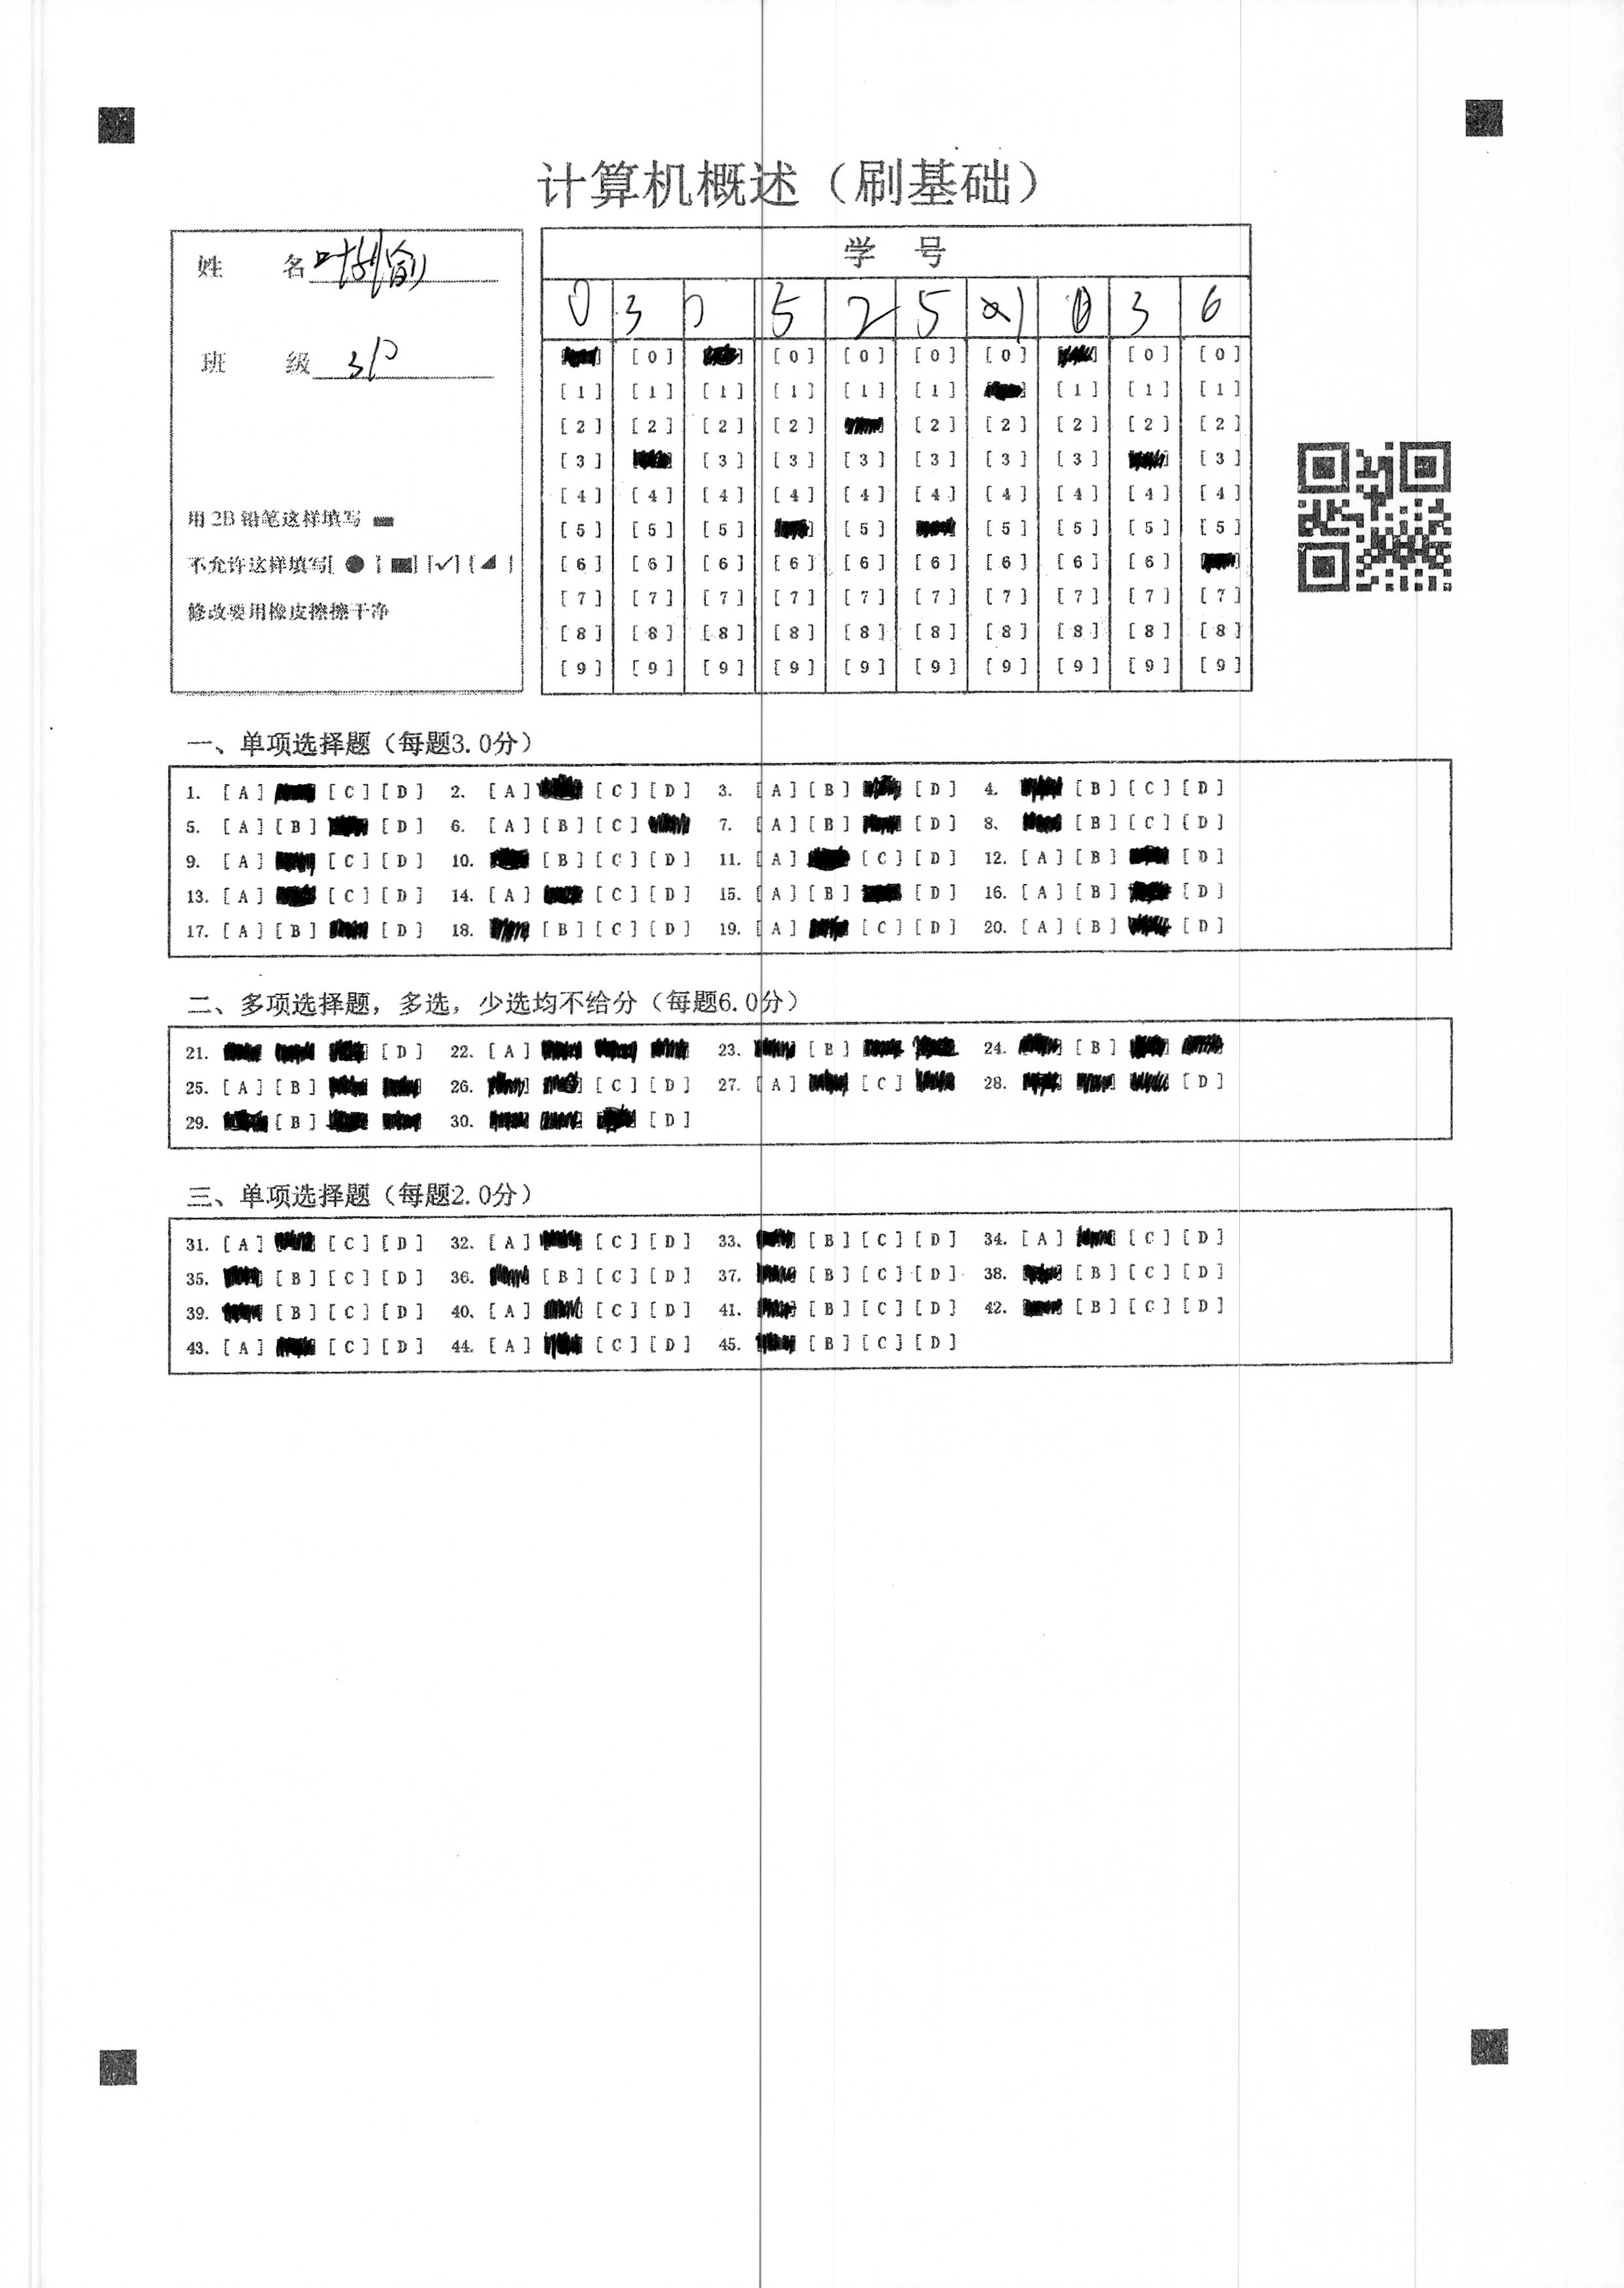 计算机概述（刷基础）
姓 名
班 级 310
用 2B 铅笔这样填写
不允许这样填写[ ● ] [ ■ ] [✓] [ ◢ ]
修改要用橡皮擦擦干净
学 号
0 3 0 5 2 5 1 0 3 6
[0] [0] [0] [0] [0] [0] [0]
[1] [1] [1] [1] [1] [1] [1] [1] [1]
[2] [2] [2] [2] [2] [2] [2] [2] [2]
[3] [3] [3] [3] [3] [3] [3] [3]
[4] [4] [4] [4] [4] [4] [4] [4] [4] [4]
[5] [5] [5] [5] [5] [5] [5] [5]
[6] [6] [6] [6] [6] [6] [6] [6] [6]
[7] [7] [7] [7] [7] [7] [7] [7] [7] [7]
[8] [8] [8] [8] [8] [8] [8] [8] [8] [8]
[9] [9] [9] [9] [9] [9] [9] [9] [9] [9]
一、单项选择题（每题3.0分）
1. [A] [C] [D] 2. [A] [C] [D] 3. [A] [B] [D] 4. [B] [C] [D]
5. [A] [B] [D] 6. [A] [B] [C] 7. [A] [B] [D] 8. [B] [C] [D]
9. [A] [C] [D] 10. [B] [C] [D] 11. [A] [C] [D] 12. [A] [B] [D]
13. [A] [C] [D] 14. [A] [C] [D] 15. [A] [B] [D] 16. [A] [B] [D]
17. [A] [B] [D] 18. [B] [C] [D] 19. [A] [C] [D] 20. [A] [B] [D]
二、多项选择题，多选，少选均不给分（每题6.0分）
21. [D] 22. [A] 23. [B] 24. [B]
25. [A] [B] 26. [C] [D] 27. [A] [C] 28. [D]
29. [B] 30. [D]
三、单项选择题（每题2.0分）
31. [A] [C] [D] 32. [A] [C] [D] 33. [B] [C] [D] 34. [A] [C] [D]
35. [B] [C] [D] 36. [B] [C] [D] 37. [B] [C] [D] 38. [B] [C] [D]
39. [B] [C] [D] 40. [A] [C] [D] 41. [B] [C] [D] 42. [B] [C] [D]
43. [A] [C] [D] 44. [A] [C] [D] 45. [B] [C] [D]